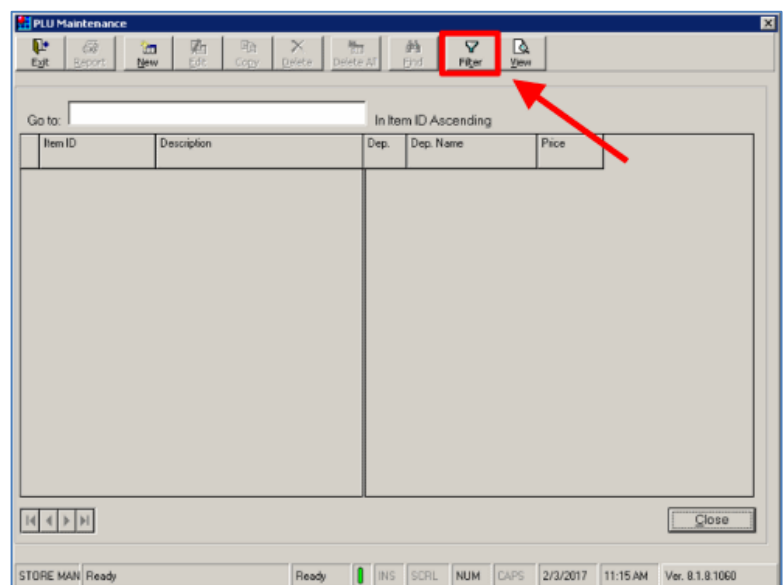 PLU Maintenance
Exit Report New Edit Copy Delete Delete All Find Filter View
Go to: In Item ID Ascending
Item ID Description Dep. Dep. Name Price
Close
STORE MAN Ready Ready INS SCRL NUM CAPS 2/3/2017 11:15 AM Ver. 8.1.8.1060